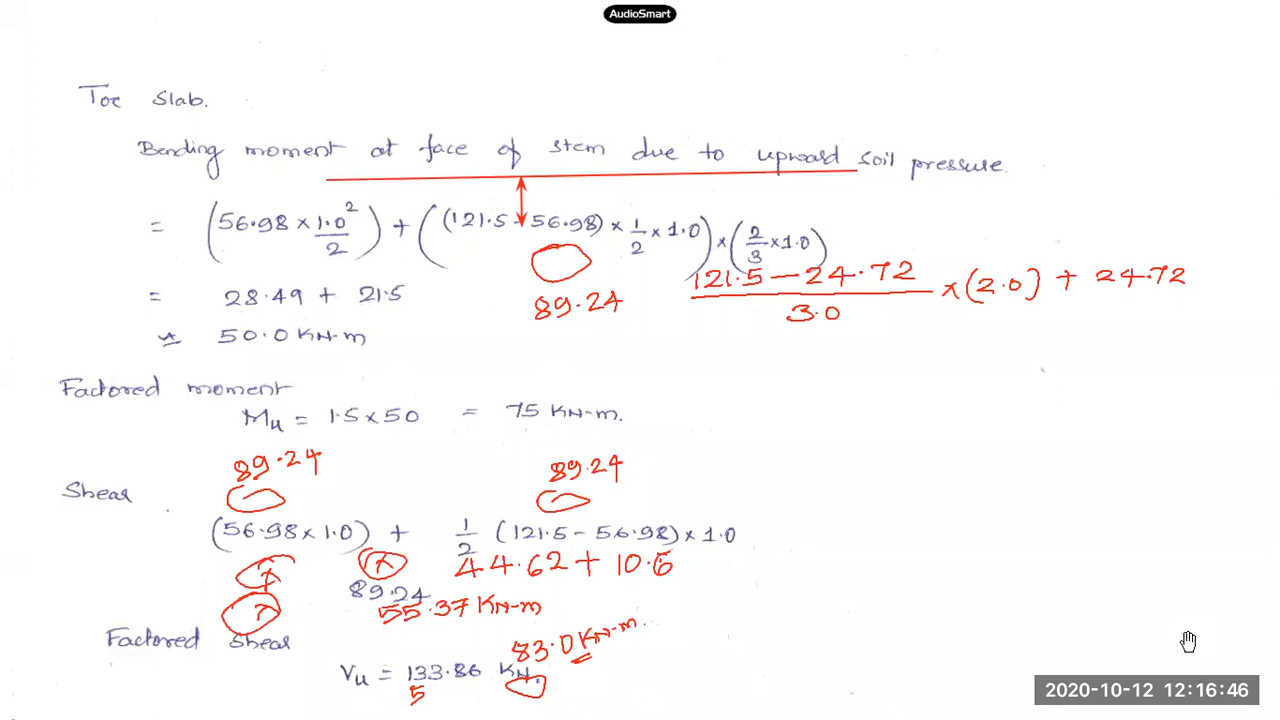 AudioSmart
Toe slab.
Bending moment at face of stem due to upward soil pressure.
= (56.98 × 1.0²/2) + ((121.5 - 56.98) × 1/2 × 1.0) × (2/3 × 1.0)
121.5 - 24.72 / 3.0 × (2.0) + 24.72
89.24
= 28.49 + 21.5
≃ 50.0 KN-m
Factored moment
Mu = 1.5 × 50 = 75 KN-m.
89.24 89.24
Shear
(56.98 × 1.0) + 1/2 (121.5 - 56.98) × 1.0
44.62 + 10.6
89.24
55.37 KN-m
Factored Shear
83.0 KN-m.
Vu = 133.86 KN.
5
2020-10-12 12:16:46